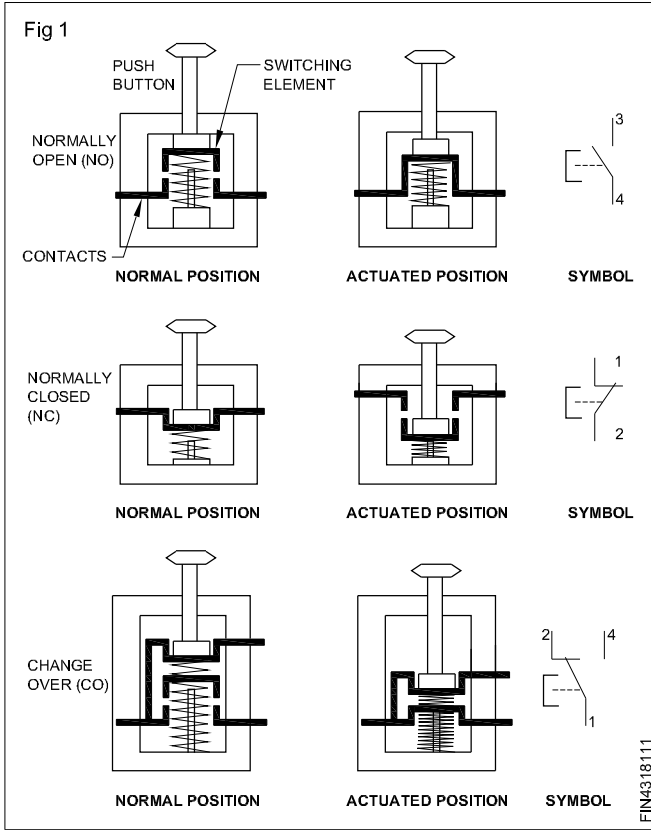 Fig 1
PUSH
BUTTON
SWITCHING
ELEMENT
NORMALLY
OPEN (NO)
CONTACTS
3
4
NORMAL POSITION
ACTUATED POSITION
SYMBOL
NORMALLY
CLOSED
(NC)
1
2
NORMAL POSITION
ACTUATED POSITION
SYMBOL
CHANGE
OVER (CO)
2
4
1
NORMAL POSITION
ACTUATED POSITION
SYMBOL
FIN4318111